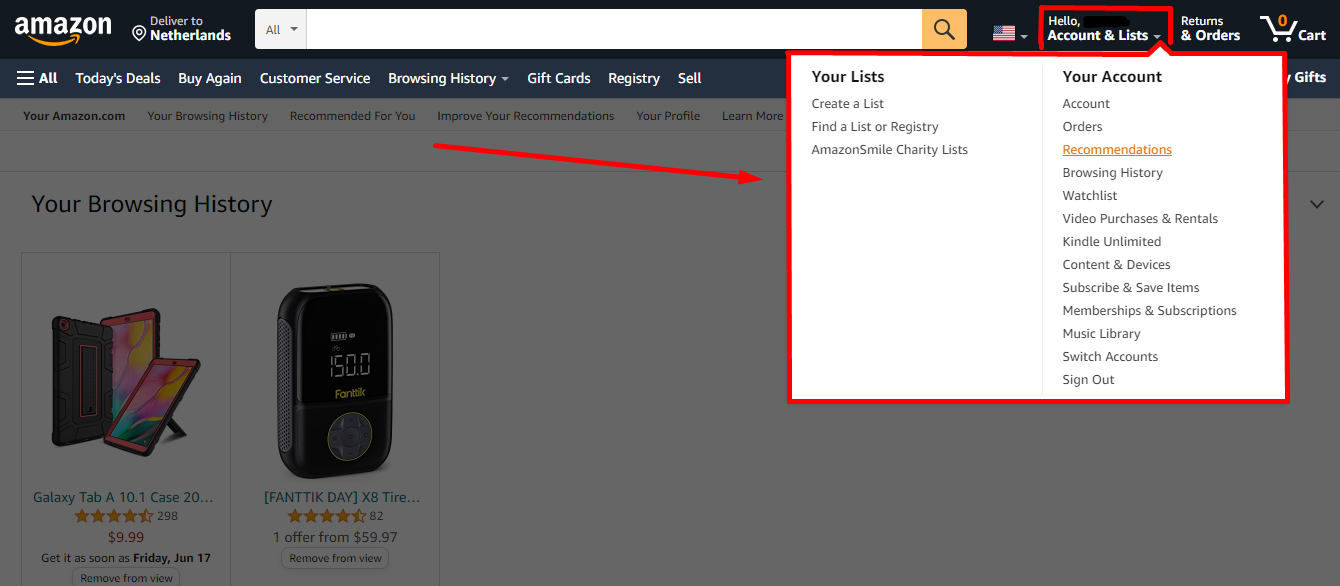 amazon
Deliver to
Netherlands
All
Hello,
Account & Lists
Returns
& Orders
0
Cart
All
Today's Deals
Buy Again
Customer Service
Browsing History
Gift Cards
Registry
Sell
y Gifts
Your Amazon.com
Your Browsing History
Recommended For You
Improve Your Recommendations
Your Profile
Learn More
Your Lists
Create a List
Find a List or Registry
AmazonSmile Charity Lists
Your Account
Account
Orders
Recommendations
Browsing History
Watchlist
Video Purchases & Rentals
Kindle Unlimited
Content & Devices
Subscribe & Save Items
Memberships & Subscriptions
Music Library
Switch Accounts
Sign Out
Your Browsing History
150.0
Fanttik
Galaxy Tab A 10.1 Case 20...
298
$9.99
Get it as soon as Friday, Jun 17
Remove from view
[FANTTIK DAY] X8 Tire...
82
1 offer from $59.97
Remove from view